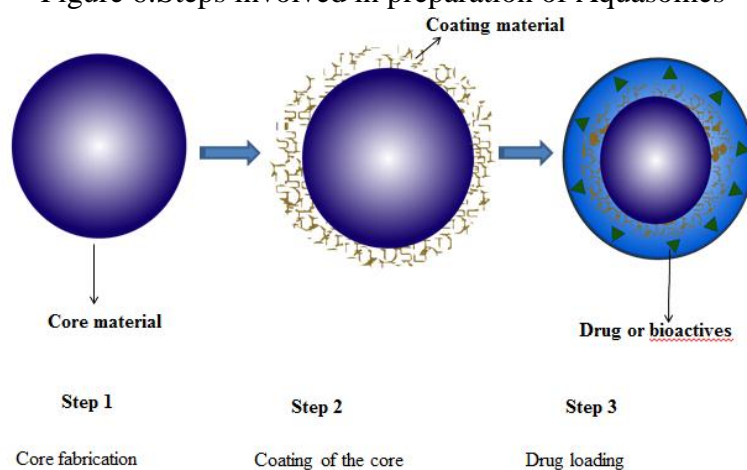 Figure 6:Steps involved in preparation of Aquasomes
Coating material
Core material
Drug or bioactives
Step 1
Step 2
Step 3
Core fabrication
Coating of the core
Drug loading